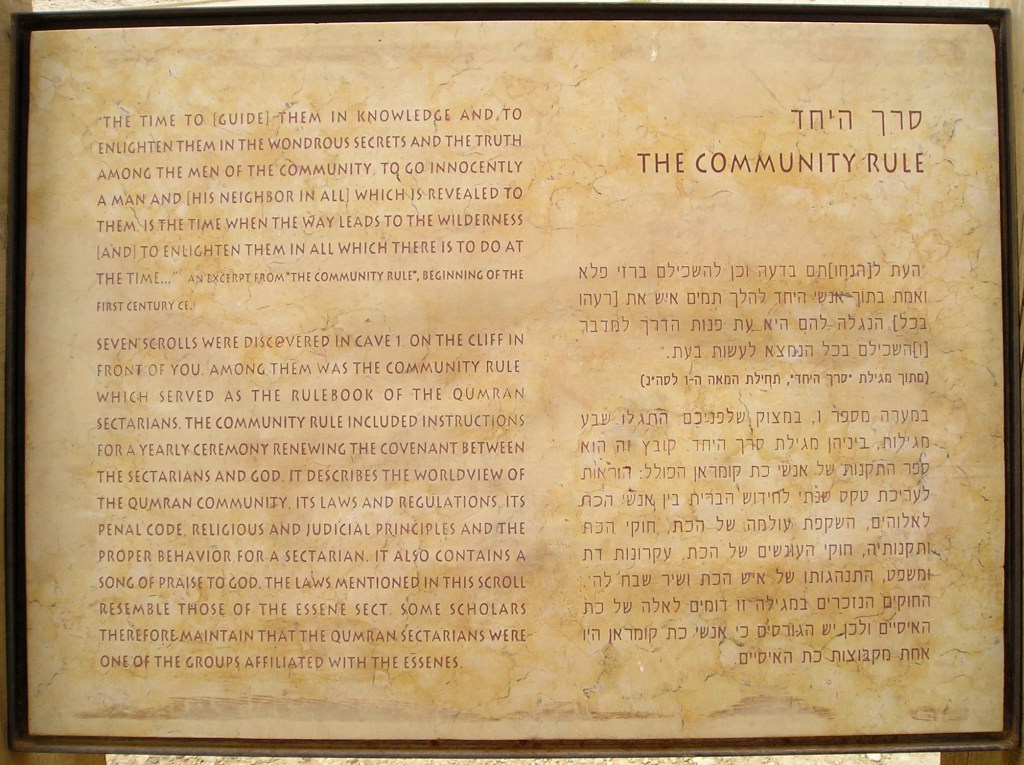 סרך היחד
THE COMMUNITY RULE
"THE TIME TO [GUIDE] THEM IN KNOWLEDGE AND TO
ENLIGHTEN THEM IN THE WONDROUS SECRETS AND THE TRUTH
AMONG THE MEN OF THE COMMUNITY, TO GO INNOCENTLY
A MAN AND [HIS NEIGHBOR IN ALL] WHICH IS REVEALED TO
THEM. IS THE TIME WHEN THE WAY LEADS TO THE WILDERNESS
[AND] TO ENLIGHTEN THEM IN ALL WHICH THERE IS TO DO AT
THE TIME..." AN EXCERPT FROM "THE COMMUNITY RULE", BEGINNING OF THE
FIRST CENTURY CE.
SEVEN SCROLLS WERE DISCOVERED IN CAVE 1, ON THE CLIFF IN
FRONT OF YOU. AMONG THEM WAS THE COMMUNITY RULE
WHICH SERVED AS THE RULEBOOK OF THE QUMRAN
SECTARIANS. THE COMMUNITY RULE INCLUDED INSTRUCTIONS
FOR A YEARLY CEREMONY RENEWING THE COVENANT BETWEEN
THE SECTARIANS AND GOD. IT DESCRIBES THE WORLDVIEW OF
THE QUMRAN COMMUNITY, ITS LAWS AND REGULATIONS, ITS
PENAL CODE, RELIGIOUS AND JUDICIAL PRINCIPLES AND THE
PROPER BEHAVIOR FOR A SECTARIAN. IT ALSO CONTAINS A
SONG OF PRAISE TO GOD. THE LAWS MENTIONED IN THIS SCROLL
RESEMBLE THOSE OF THE ESSENE SECT. SOME SCHOLARS
THEREFORE MAINTAIN THAT THE QUMRAN SECTARIANS WERE
ONE OF THE GROUPS AFFILIATED WITH THE ESSENES.
"העת ל[הנחו]תם בדעה וכן להשכילם ברזי פלא
ואמת בתוך אנשי היחד להלך תמים איש את [רעהו
בכל], הנגלה להם היא עת פנות הדרך למדבר
[ו]השכילם בכל הנמצא לעשות בעת."
(מתוך מגילת "סרך היחד", תחילת המאה ה-1 לסה"נ)
במערה מספר 1, במצוק שלפניכם התגלו שבע
מגילות, ביניהן מגילת סרך היחד. קובץ זה הוא
ספר התקנות של אנשי כת קומראן הכולל: הוראות
לעריכת טקס שנתי לחידוש הברית בין אנשי הכת
לאלוהים, השקפת עולמה של הכת, חוקי הכת
ותקנותיה, חוקי העונשים של הכת, עקרונות דת
ומשפט, התנהגותו של איש הכת ושיר שבח לה'.
החוקים הנזכרים במגילה זו דומים לאלה של כת
האיסיים ולכן יש הגורסים כי אנשי כת קומראן היו
אחת מקבוצות כת האיסיים.